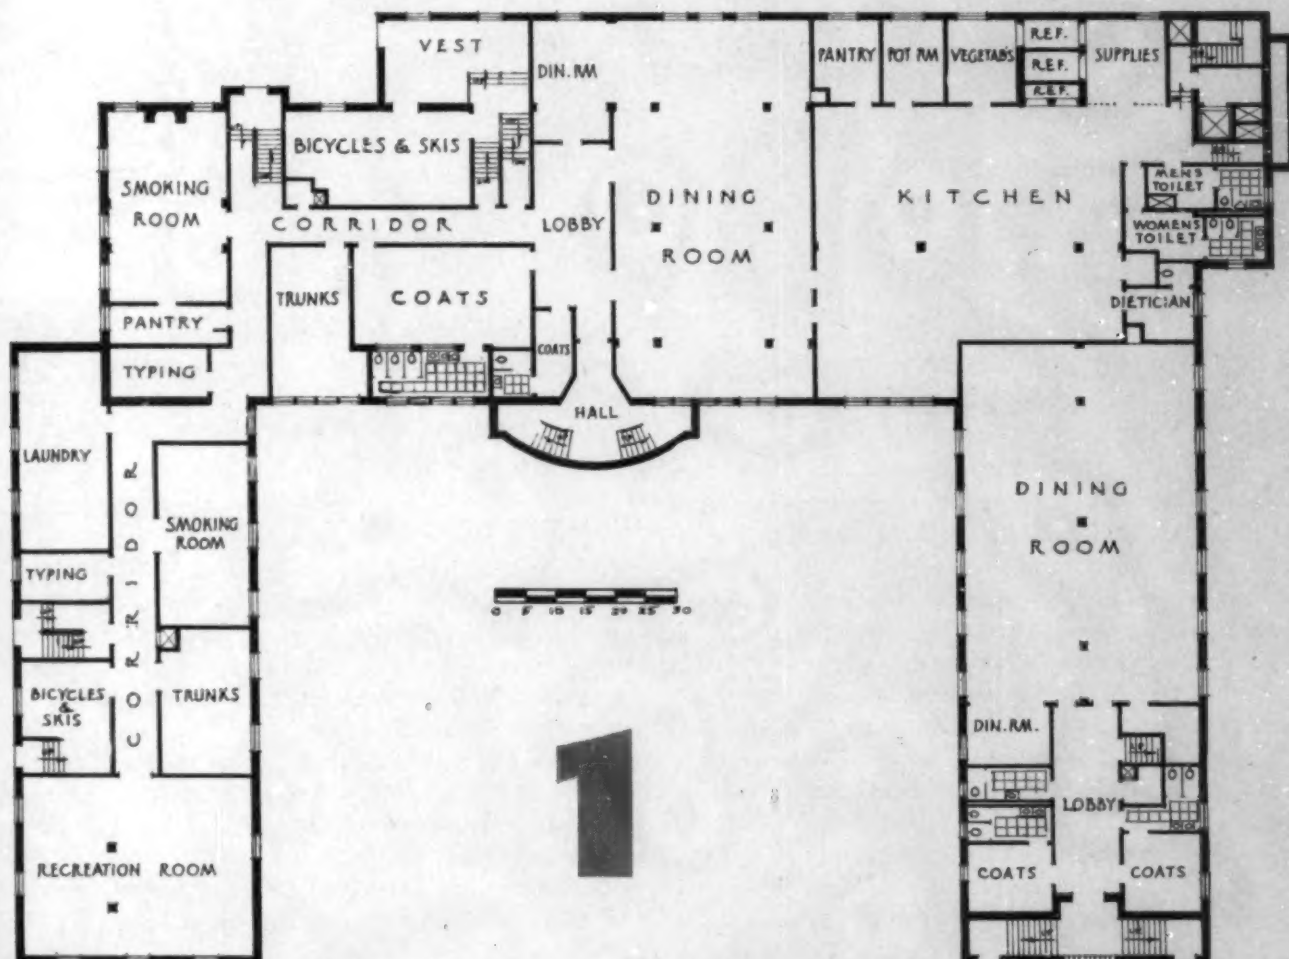 VEST
DIN. RM
PANTRY
POT RM
VEGETAB'S
REF.
REF.
REF.
SUPPLIES
BICYCLES & SKIS
SMOKING
ROOM
CORRIDOR
LOBBY
DINING
ROOM
KITCHEN
MEN'S
TOILET
WOMENS
TOILET
TRUNKS
COATS
PANTRY
TYPING
COATS
DIETICIAN
HALL
LAUNDRY
CORRIDOR
SMOKING
ROOM
DINING
ROOM
TYPING
0 5 10 15 20 25 30
BICYCLES
&
SKIS
TRUNKS
DIN. RM.
1
LOBBY
RECREATION ROOM
COATS
COATS